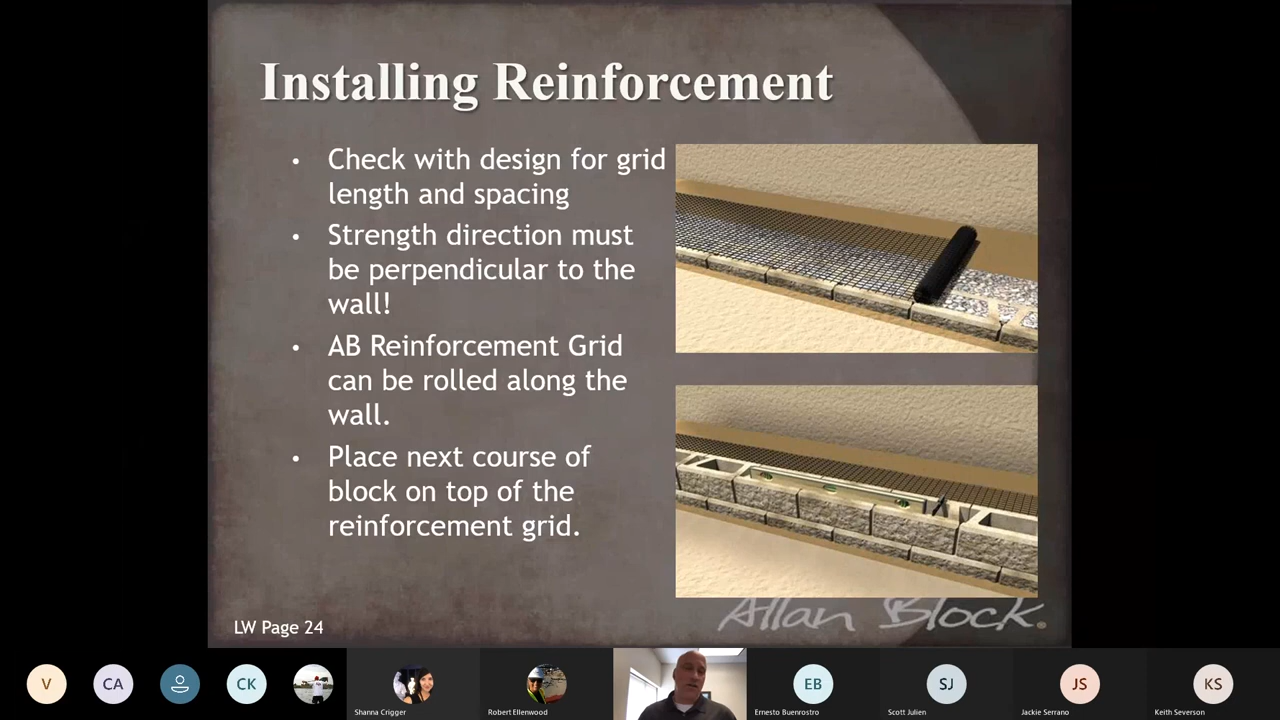 Installing Reinforcement
• Check with design for grid
length and spacing
• Strength direction must
be perpendicular to the
wall!
• AB Reinforcement Grid
can be rolled along the
wall.
• Place next course of
block on top of the
reinforcement grid.
Allan Block.
LW Page 24
V
CA
CK
Shanna Crigger
Robert Ellenwood
EB
Ernesto Buenrostro
SJ
Scott Julien
JS
Jackie Serrano
KS
Keith Severson